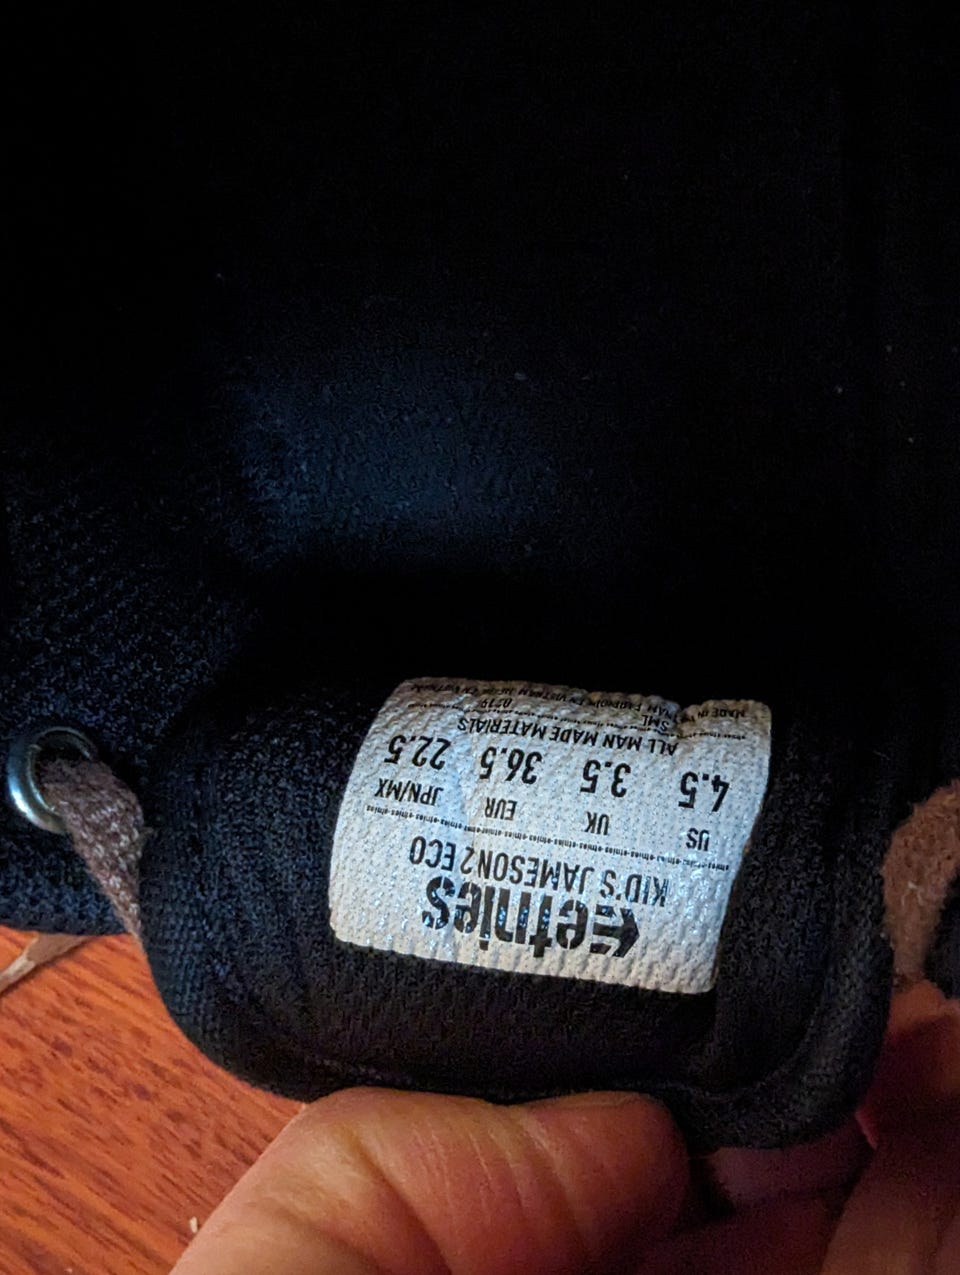 etnies
KID'S JAMESON 2 ECO
US UK EUR JPN/MX
4.5 3.5 36.5 22.5
ALL MAN MADE MATERIALS